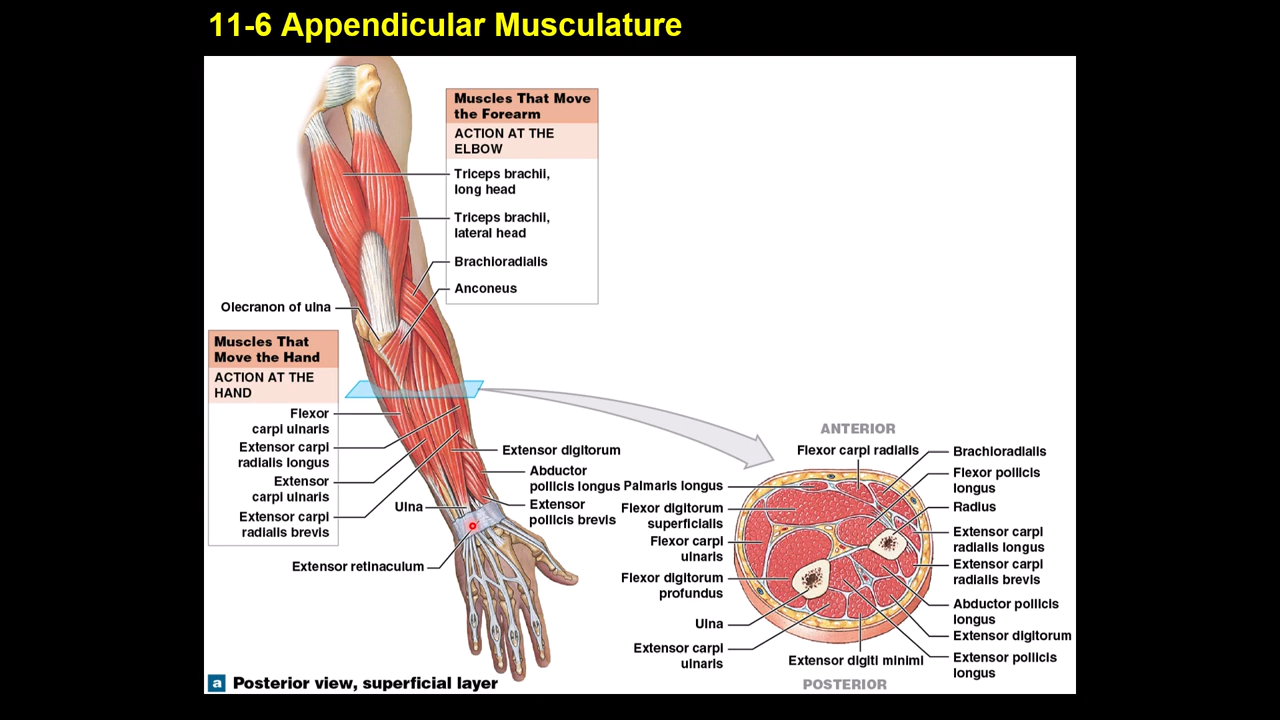 11-6 Appendicular Musculature
Muscles That Move
the Forearm
ACTION AT THE
ELBOW
Triceps brachii,
long head
Triceps brachii,
lateral head
Brachioradialis
Anconeus
Olecranon of ulna
Muscles That
Move the Hand
ACTION AT THE
HAND
Flexor
carpi ulnaris
Extensor carpi
radialis longus
Extensor
carpi ulnaris
Extensor carpi
radialis brevis
Extensor digitorum
Abductor
pollicis longus
Extensor
pollicis brevis
Ulna
Extensor retinaculum
ANTERIOR
Flexor carpi radialis
Palmaris longus
Flexor digitorum
superficialis
Flexor carpi
ulnaris
Flexor digitorum
profundus
Ulna
Extensor carpi
ulnaris
Brachioradialis
Flexor pollicis
longus
Radius
Extensor carpi
radialis longus
Extensor carpi
radialis brevis
Abductor pollicis
longus
Extensor digitorum
Extensor pollicis
longus
Extensor digiti minimi
POSTERIOR
a Posterior view, superficial layer